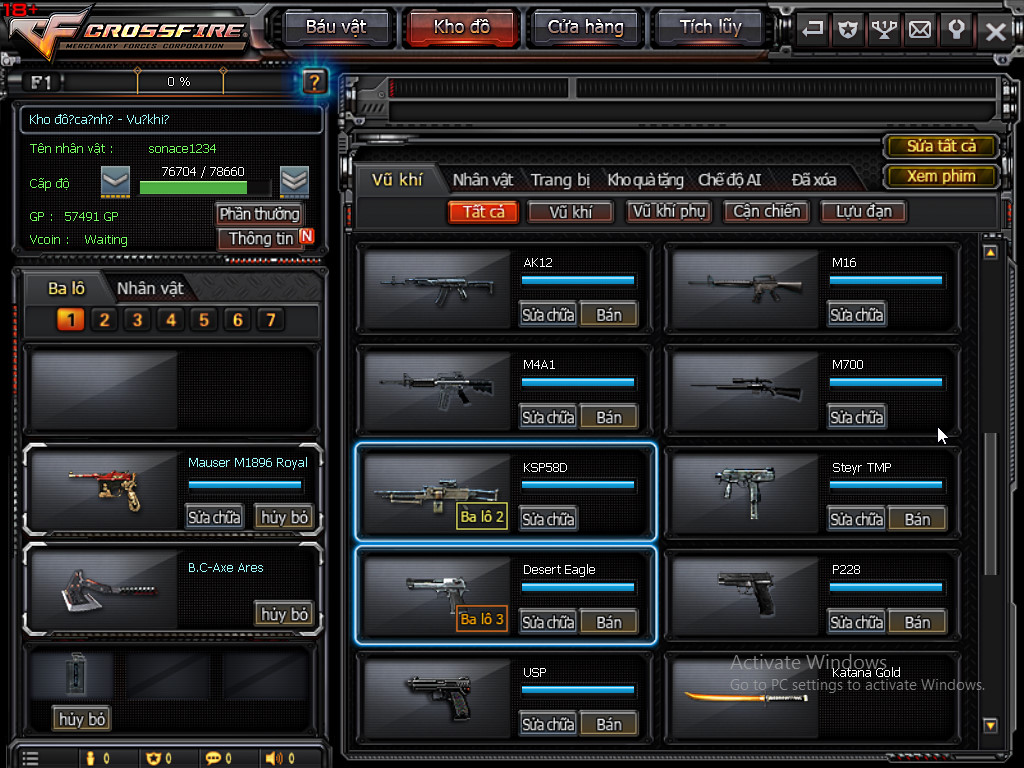 18+
CROSSFIRE
MERCENARY FORCES CORPORATION
Báu vật
Kho đồ
Cửa hàng
Tích lũy
F1
0 %
?
Kho đồ?ca?nh? - Vu?khí?
Tên nhân vật : sonace1234
Cấp độ 76704 / 78660
GP : 57491 GP
Phần thưởng
Vcoin : Waiting
Thông tin N
Ba lô
Nhân vật
1 2 3 4 5 6 7
Mauser M1896 Royal
Sửa chữa
hủy bỏ
B.C-Axe Ares
hủy bỏ
hủy bỏ
0 0 0 0
Sửa tất cả
Xem phim
Vũ khí
Nhân vật
Trang bị
Kho quà tặng
Chế độ AI
Đã xóa
Tất cả
Vũ khí
Vũ khí phụ
Cận chiến
Lựu đạn
AK12
Sửa chữa
Bán
M16
Sửa chữa
M4A1
Sửa chữa
Bán
M700
Sửa chữa
KSP58D
Ba lô 2
Sửa chữa
Steyr TMP
Sửa chữa
Bán
Desert Eagle
Ba lô 3
Sửa chữa
Bán
P228
Sửa chữa
Bán
USP
Sửa chữa
Bán
Katana Gold
Activate Windows
Go to PC settings to activate Windows.